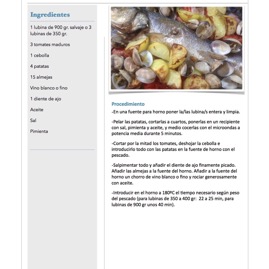 Ingredientes
1 lubina de 900 gr. salvaje o 3
lubinas de 350 gr.
3 tomates maduros
1 cebolla
4 patatas
15 almejas
Vino blanco o fino
1 diente de ajo
Aceite
Sal
Pimienta
Procedimiento
-En una fuente para horno poner la/las lubina/s entera y limpia.
-Pelar las patatas, cortarlas a cuartos, ponerlas en un recipiente
con sal, pimienta y aceite, y medio cocerlas con el microondas a
potencia media durante 5 minutos.
-Cortar por la mitad los tomates, deshojar la cebolla e
introducirlo todo con las patatas en la fuente de horno con el
pescado.
-Salpimentar todo y añadir el diente de ajo finamente picado.
Añadir las almejas a la fuente del horno. Añadir a la fuente del
horno un chorro de vino blanco o fino y rociar generosamente
con aceite.
-Introducir en el horno a 180ºC el tiempo necesario según peso
del pescado (para lubinas de 350 a 400 gr: 22 a 25 min, para
lubinas de 900 gr unos 40 min).